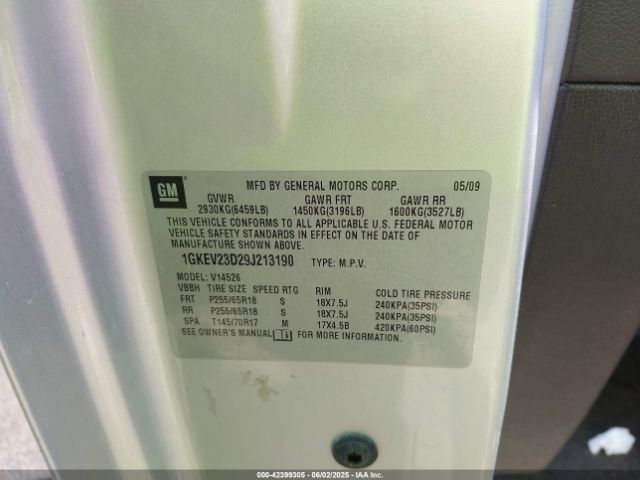 GM MFD BY GENERAL MOTORS CORP. 05/09
GVWR GAWR FRT GAWR RR
2930KG(6459LB) 1450KG(3196LB) 1600KG(3527LB)
THIS VEHICLE CONFORMS TO ALL APPLICABLE U.S. FEDERAL MOTOR
VEHICLE SAFETY STANDARDS IN EFFECT ON THE DATE OF
MANUFACTURE SHOWN ABOVE.
1GKEV23D29J213190 TYPE: M.P.V.
MODEL: V14526
VBBH TIRE SIZE SPEED RTG RIM COLD TIRE PRESSURE
FRT P255/65R18 S 18X7.5J 240KPA(35PSI)
RR P255/65R18 S 18X7.5J 240KPA(35PSI)
SPA T145/70R17 M 17X4.5B 420KPA(60PSI)
SEE OWNER'S MANUAL FOR MORE INFORMATION.
000-42399305 06/02/2025 IAA Inc.